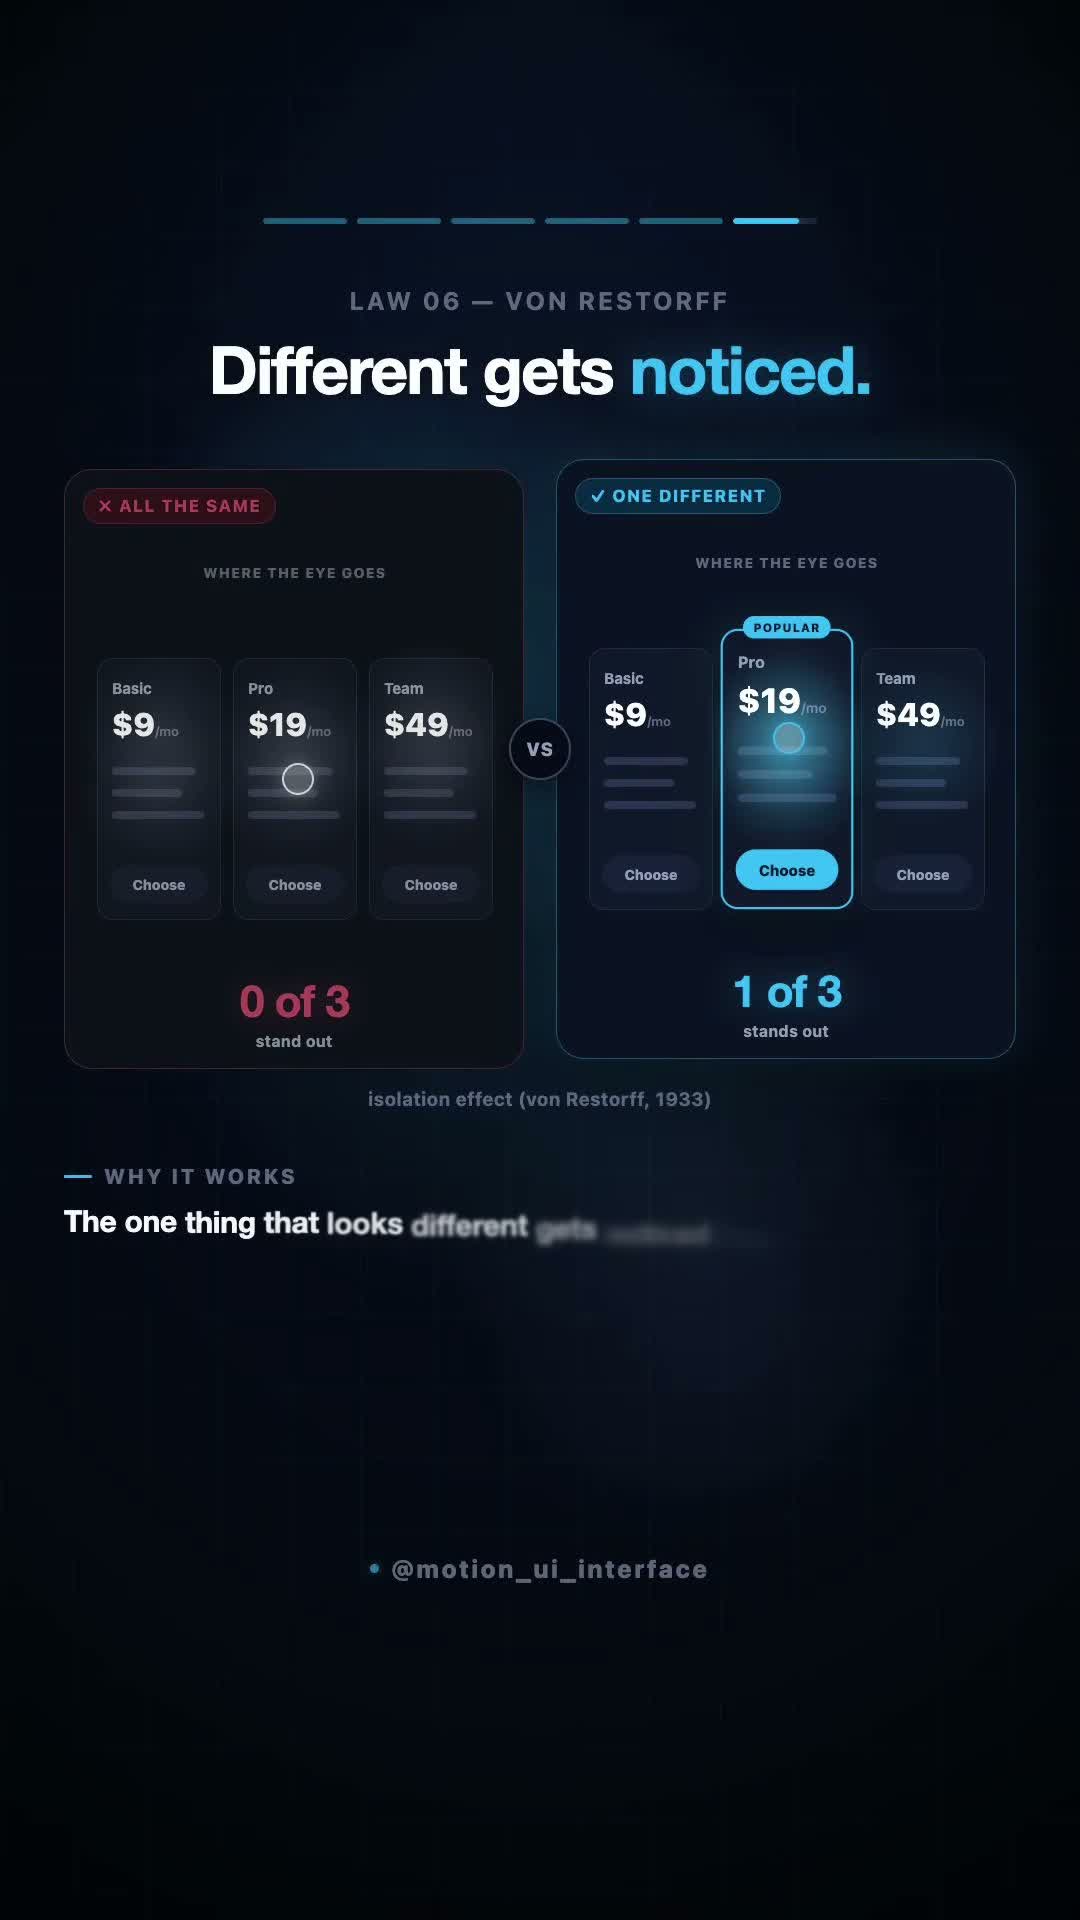 LAW 06 — VON RESTORFF
Different gets noticed.
✕ ALL THE SAME
WHERE THE EYE GOES
Basic
$9/mo
Choose
Pro
$19/mo
Choose
Team
$49/mo
Choose
0 of 3
stand out
VS
✓ ONE DIFFERENT
WHERE THE EYE GOES
Basic
$9/mo
Choose
POPULAR
Pro
$19/mo
Choose
Team
$49/mo
Choose
1 of 3
stands out
isolation effect (von Restorff, 1933)
WHY IT WORKS
The one thing that looks different gets
@motion_ui_interface